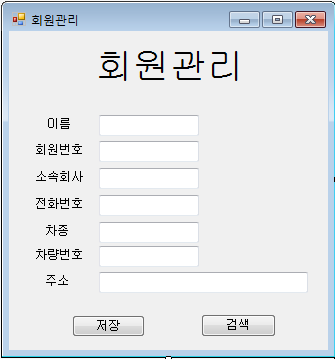 회원관리
회원관리
이름
회원번호
소속회사
전화번호
차종
차량번호
주소
저장 검색